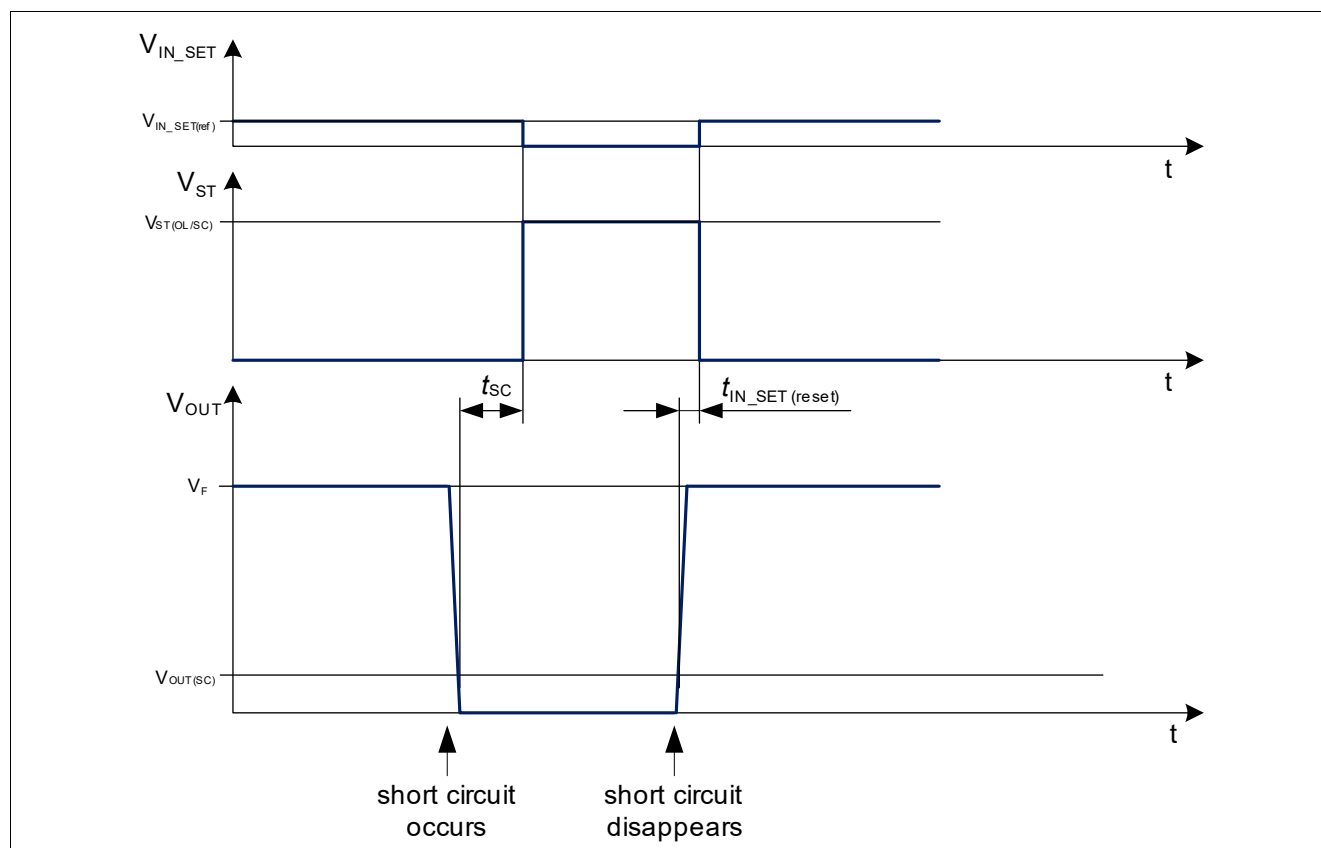 V_IN_SET
V_IN_SET(ref)
t
V_ST
V_ST(OL/SC)
t
t_SC
t_IN_SET (reset)
V_OUT
V_F
V_OUT(SC)
t
short circuit
occurs
short circuit
disappears